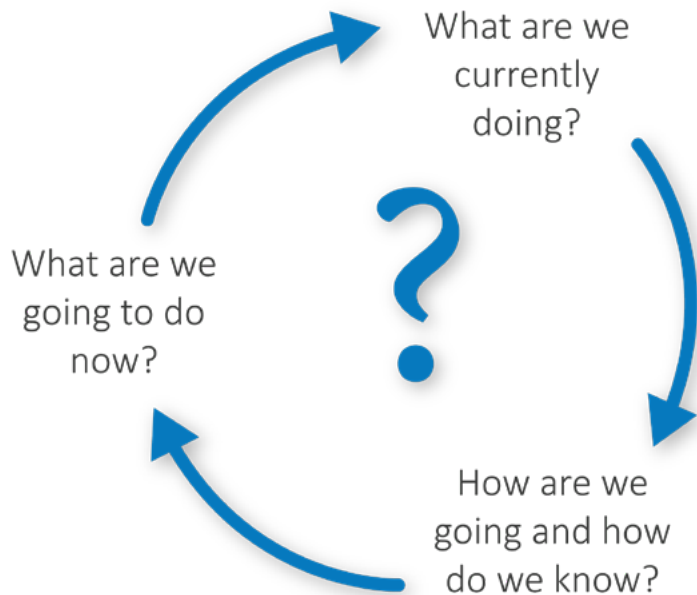 What are we
currently
doing?
?
What are we
going to do
now?
How are we
going and how
do we know?